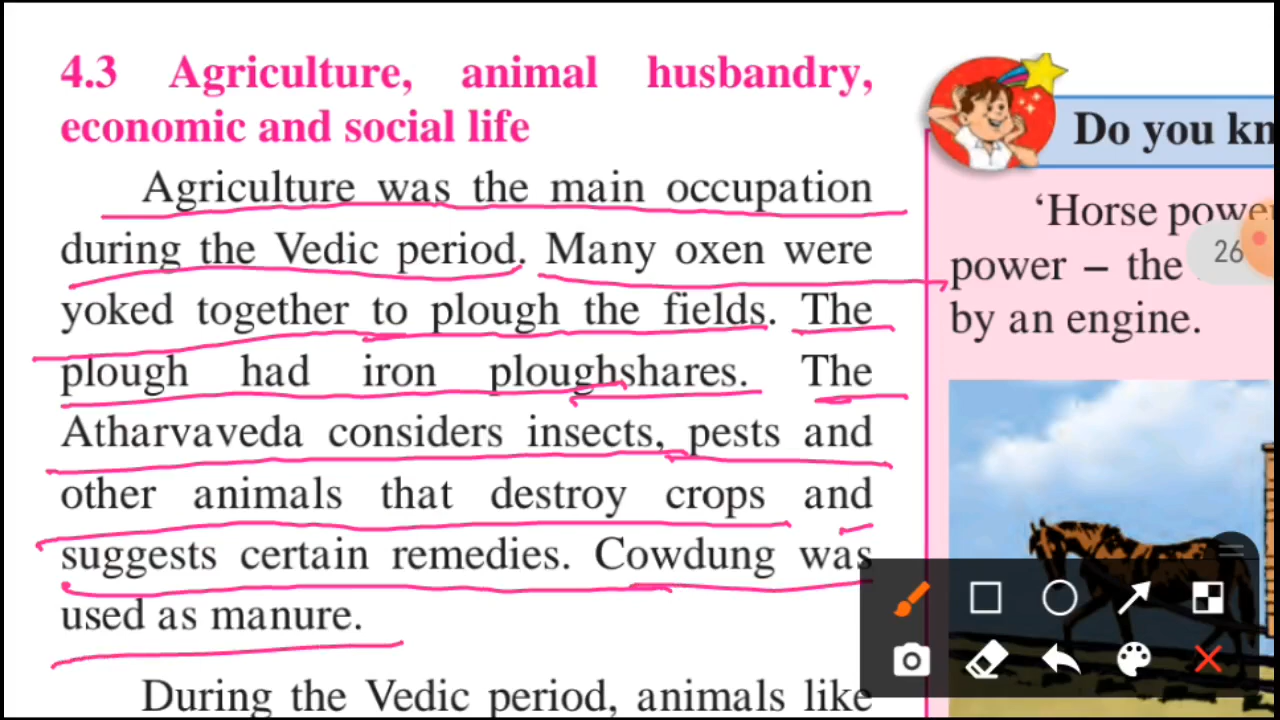 4.3 Agriculture, animal husbandry,
economic and social life
Agriculture was the main occupation
during the Vedic period. Many oxen were
yoked together to plough the fields. The
plough had iron ploughshares. The
Atharvaveda considers insects, pests and
other animals that destroy crops and
suggests certain remedies. Cowdung was
used as manure.
During the Vedic period, animals like
Do you
‘Horse
power – the
by an engine.
26